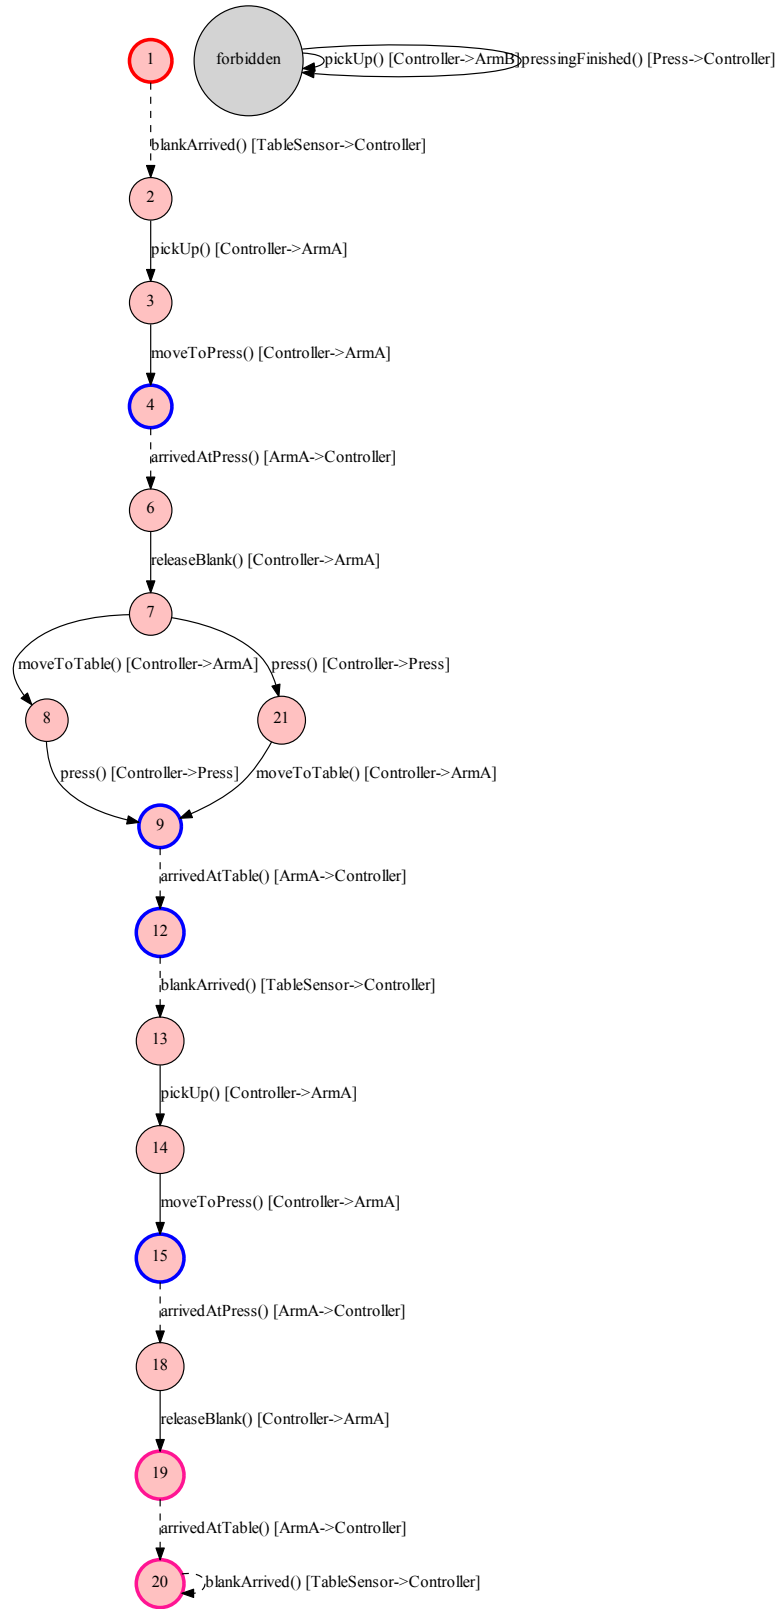 1
forbidden
pickUp() [Controller->ArmB]
pressingFinished() [Press->Controller]
blankArrived() [TableSensor->Controller]
2
pickUp() [Controller->ArmA]
3
moveToPress() [Controller->ArmA]
4
arrivedAtPress() [ArmA->Controller]
6
releaseBlank() [Controller->ArmA]
7
moveToTable() [Controller->ArmA]
press() [Controller->Press]
8
21
press() [Controller->Press]
moveToTable() [Controller->ArmA]
9
arrivedAtTable() [ArmA->Controller]
12
blankArrived() [TableSensor->Controller]
13
pickUp() [Controller->ArmA]
14
moveToPress() [Controller->ArmA]
15
arrivedAtPress() [ArmA->Controller]
18
releaseBlank() [Controller->ArmA]
19
arrivedAtTable() [ArmA->Controller]
20
blankArrived() [TableSensor->Controller]